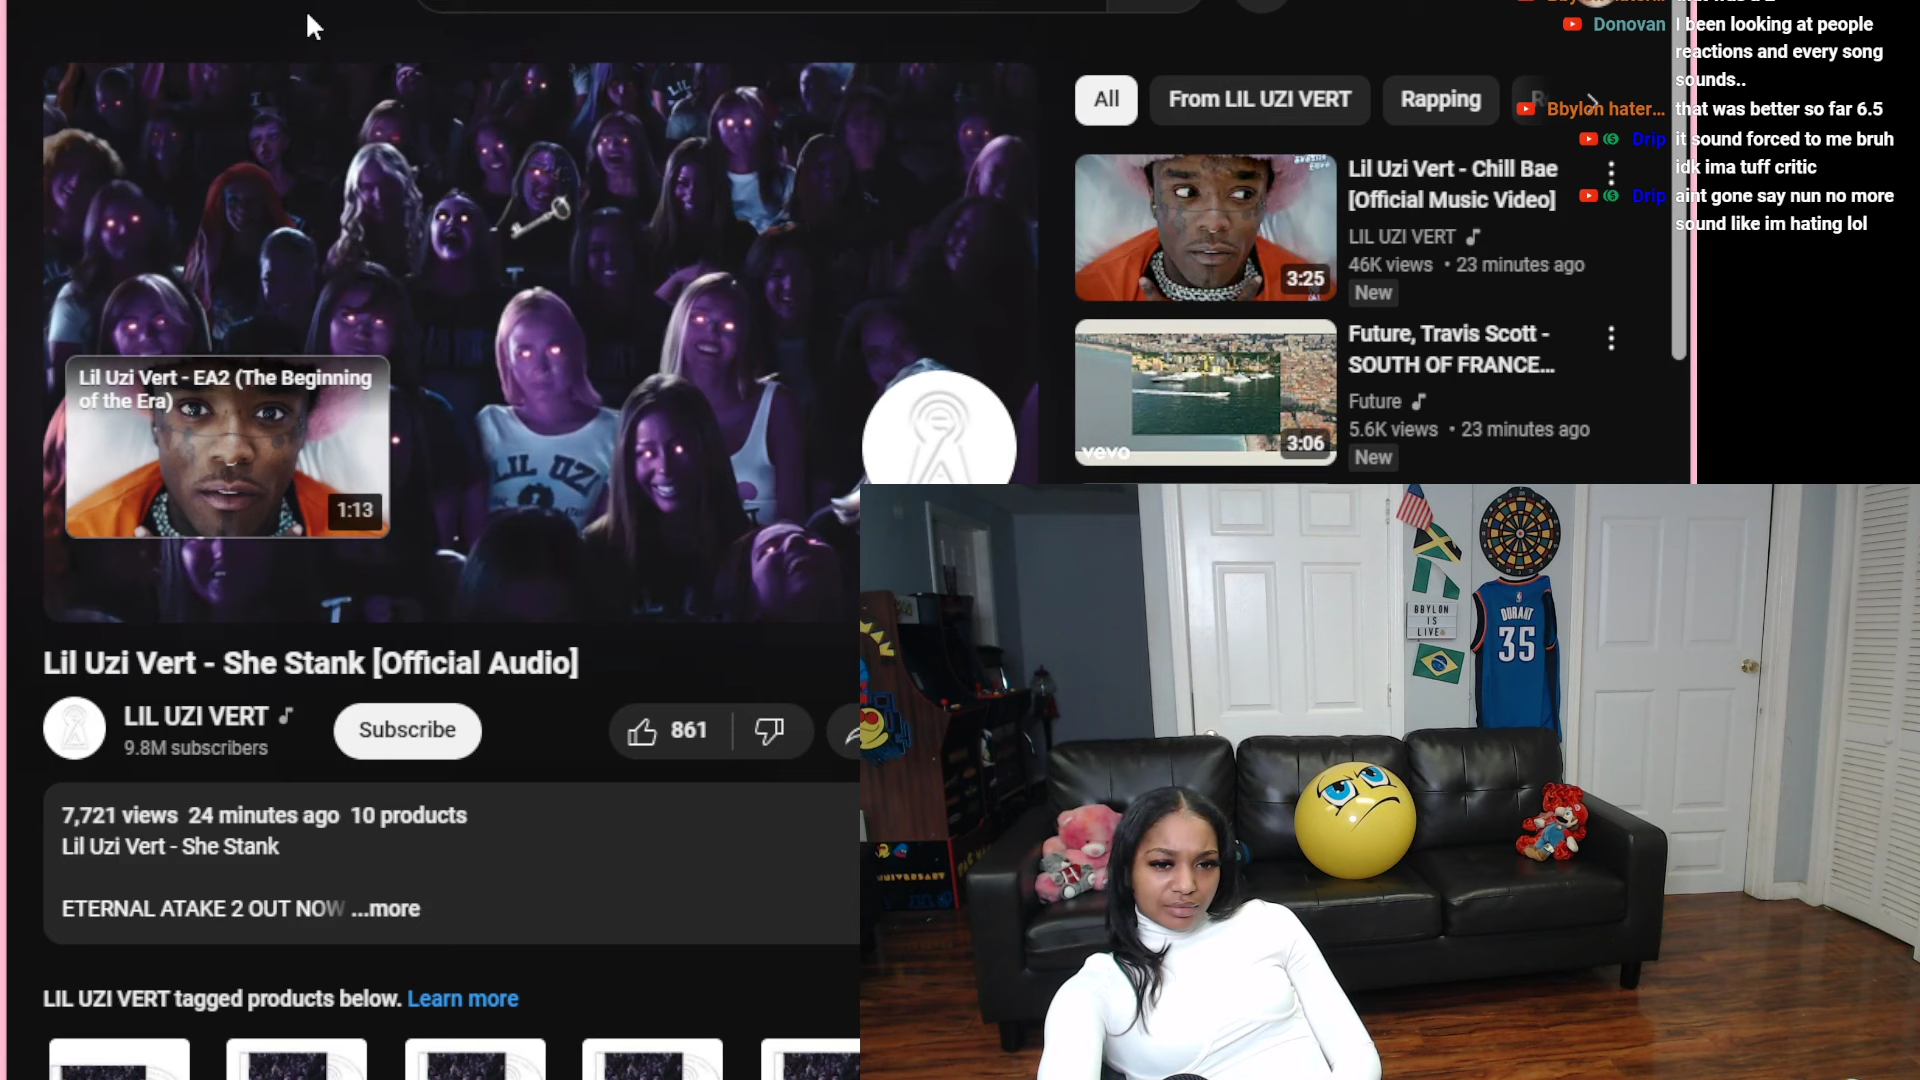 Donovan I been looking at people
reactions and every song
sounds..
Bbylon hater... that was better so far 6.5
Drip it sound forced to me bruh
idk ima tuff critic
Drip aint gone say nun no more
sound like im hating lol
All
From LIL UZI VERT
Rapping
Lil Uzi Vert - Chill Bae
[Official Music Video]
LIL UZI VERT
46K views • 23 minutes ago
New
3:25
Future, Travis Scott -
SOUTH OF FRANCE...
Future
5.6K views • 23 minutes ago
New
vevo
3:06
LIL UZI
Lil Uzi Vert - EA2 (The Beginning
of the Era)
1:13
Lil Uzi Vert - She Stank [Official Audio]
LIL UZI VERT
9.8M subscribers
Subscribe
861
7,721 views 24 minutes ago 10 products
Lil Uzi Vert - She Stank
ETERNAL ATAKE 2 OUT NOW ...more
LIL UZI VERT tagged products below. Learn more
BBYLON
IS
LIVE
DURANT
35